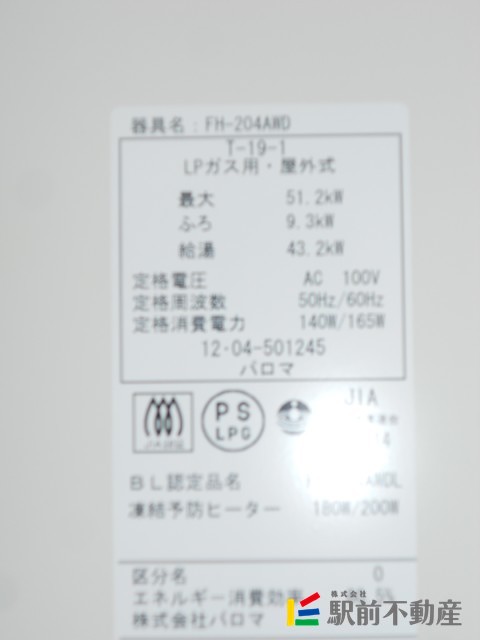 器具名：FH-204AWD
T-19-1
LPガス用・屋外式
最大 51.2kW
ふろ 9.3kW
給湯 43.2kW
定格電圧 AC 100V
定格周波数 50Hz/60Hz
定格消費電力 140W/165W
12・04-501245
パロマ
JIA
PS
LPG
BL認定品名
凍結予防ヒーター 180W/200W
区分名 0
エネルギー消費効率
株式会社パロマ
株式会社
駅前不動産